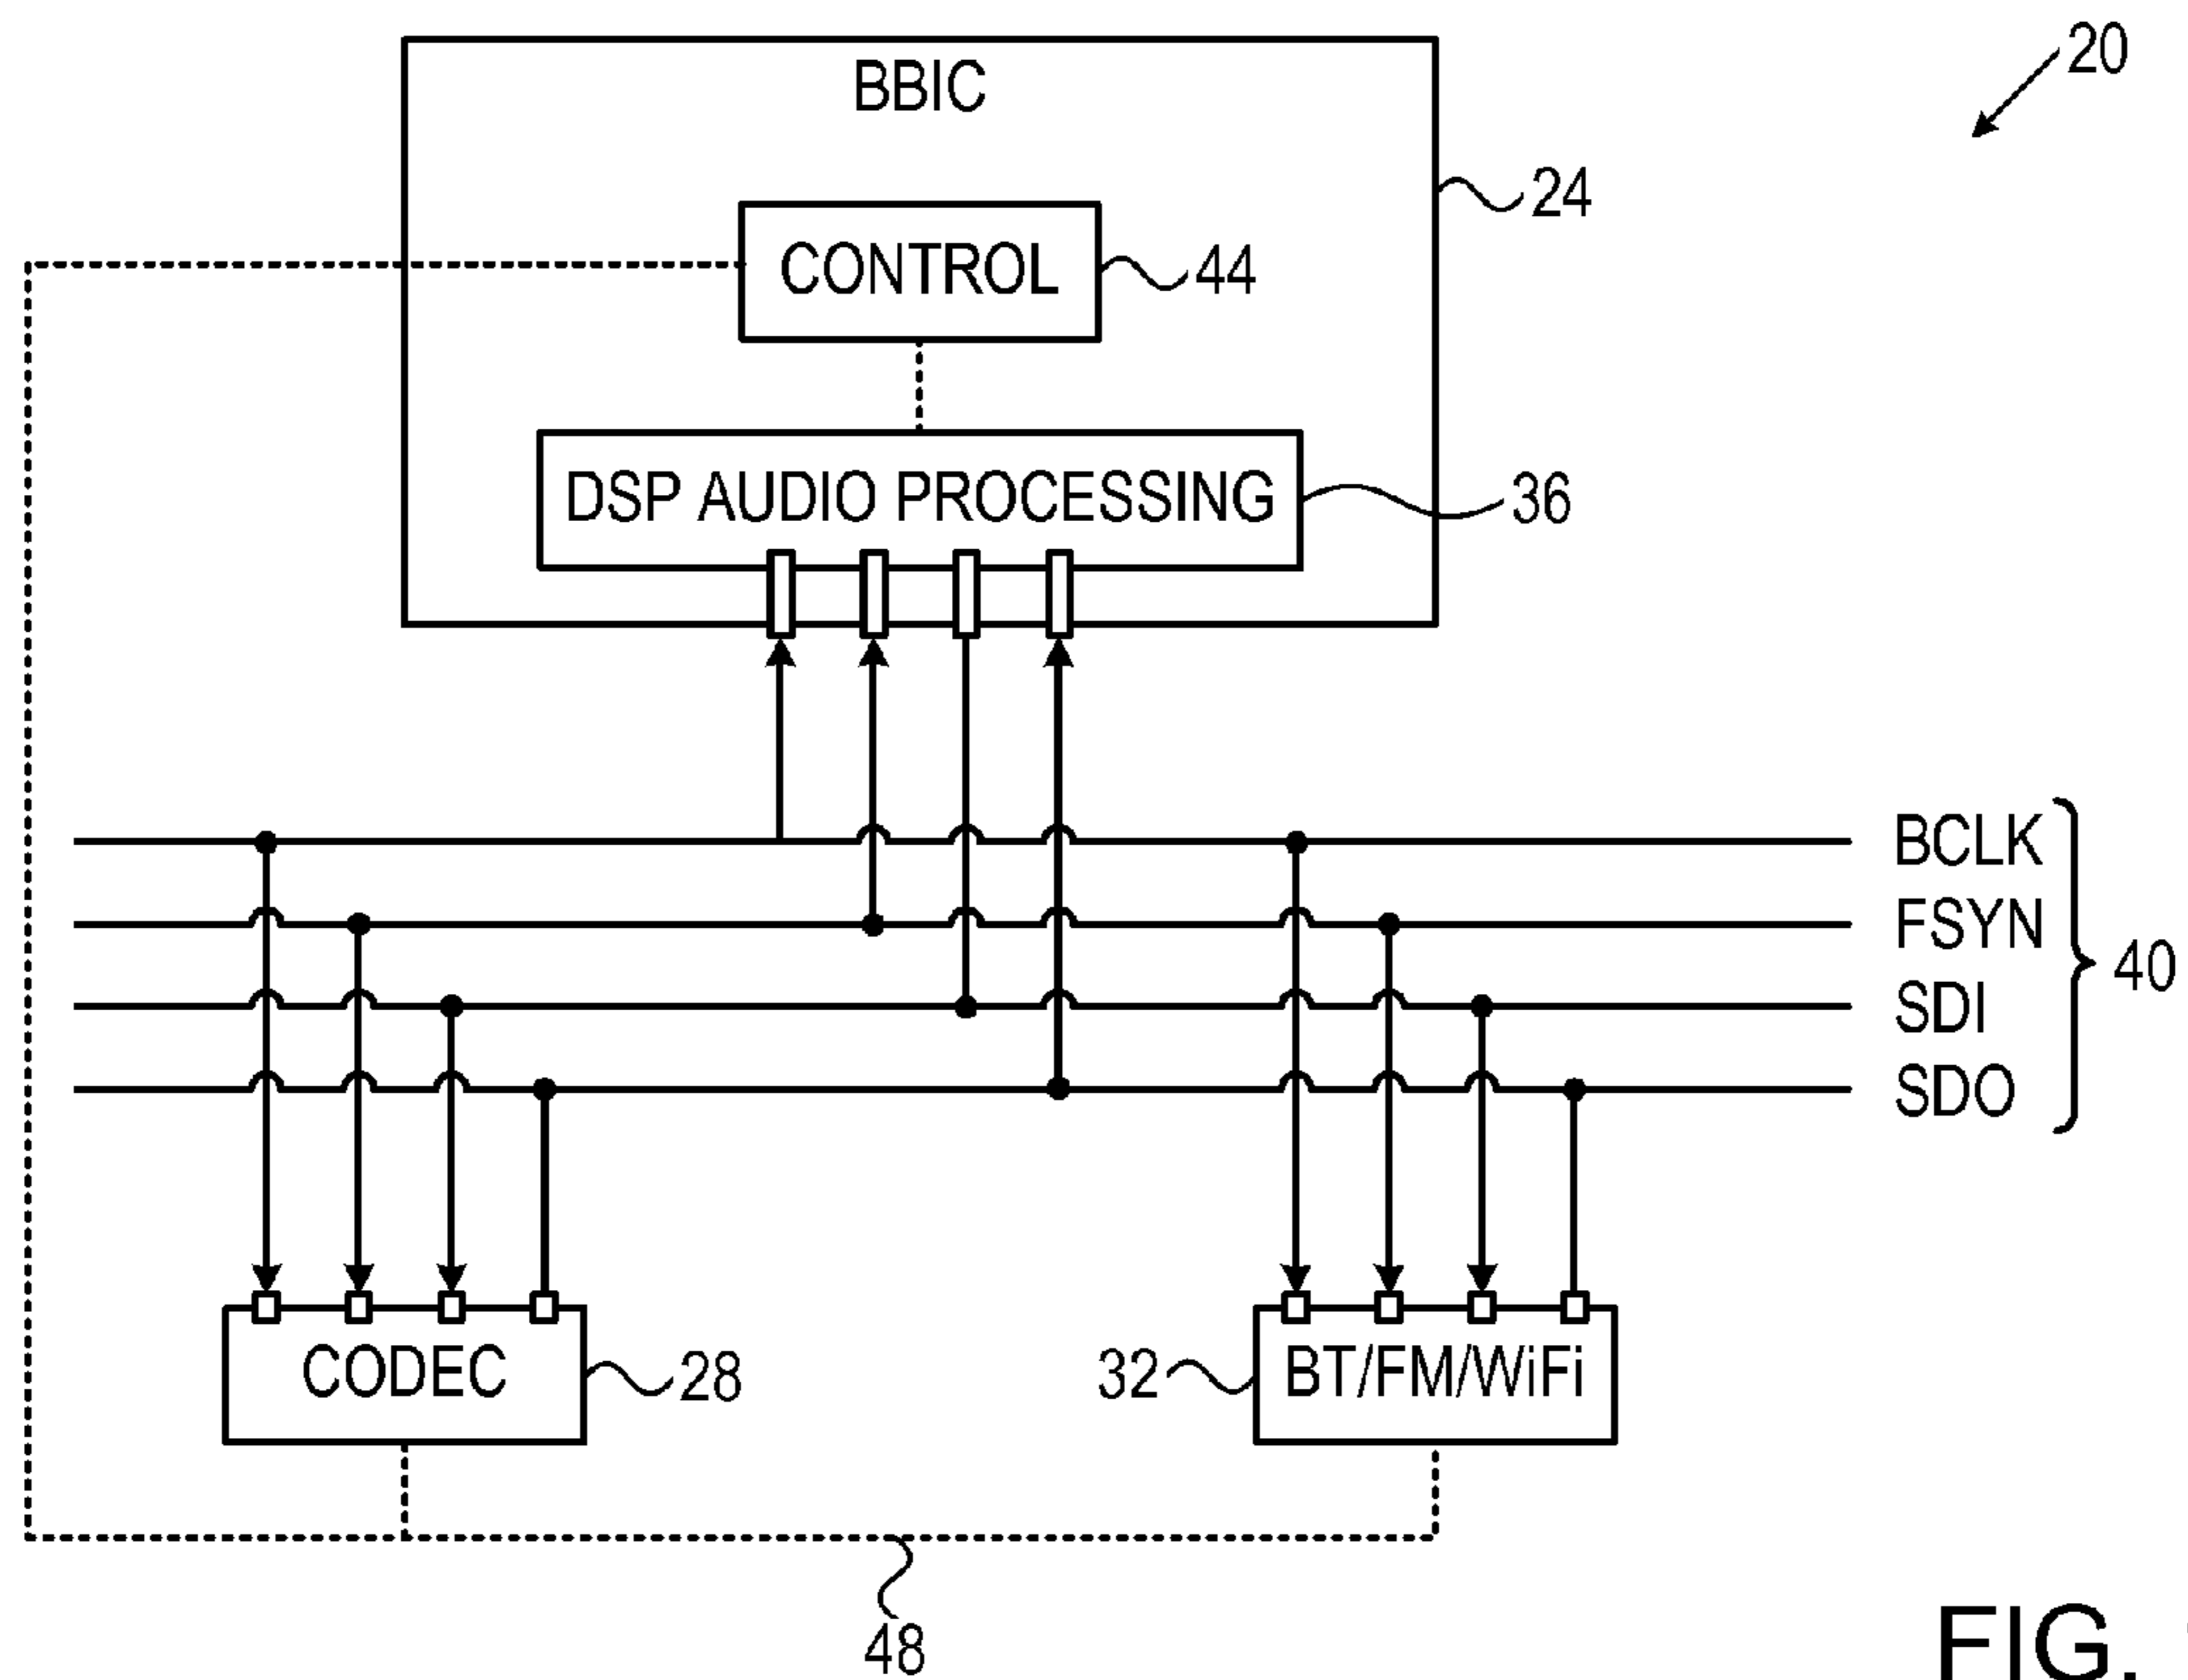 20
BBIC
24
CONTROL
44
DSP AUDIO PROCESSING
36
BCLK
FSYN
SDI
SDO
40
CODEC
28
32
BT/FM/WiFi
48
FIG.